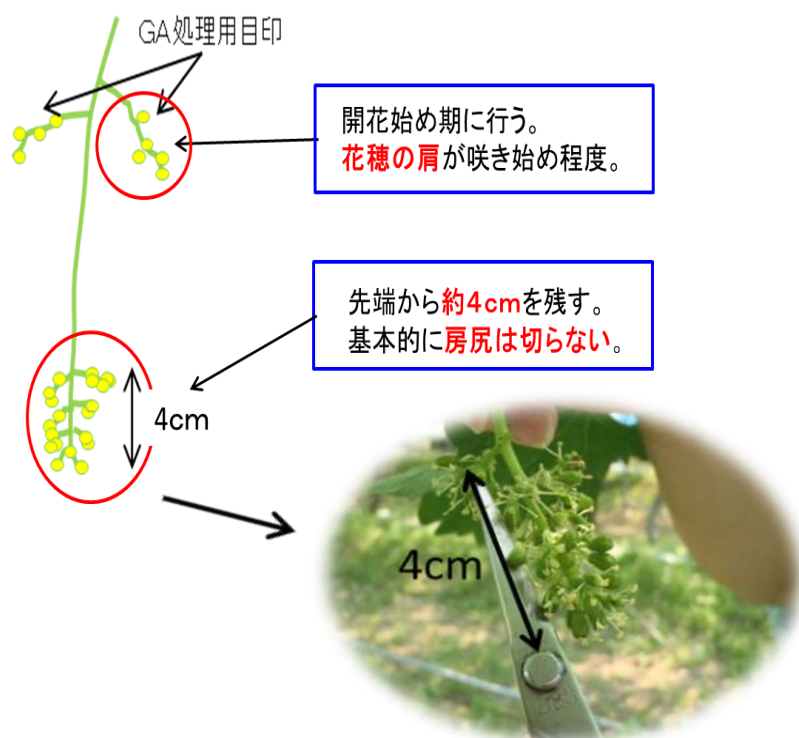 GA処理用目印
開花始め期に行う。
花穂の肩が咲き始め程度。
先端から約4cmを残す。
基本的に房尻は切らない。
4cm
4cm